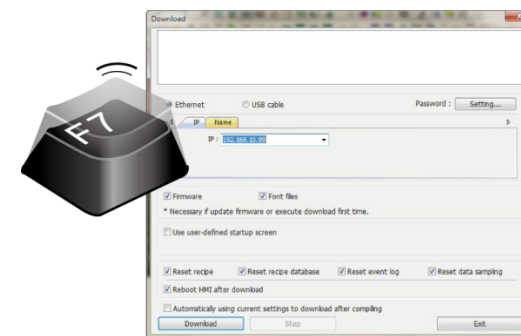 Download
F7
Ethernet
USB cable
Password :
Setting...
IP
Name
IP :
192.168.10.99
Firmware
Font files
* Necessary if update firmware or execute download first time.
Use user-defined startup screen
Reset recipe
Reset recipe database
Reset event log
Reset data sampling
Reboot HMI after download
Automatically using current settings to download after compiling
Download
Stop
Exit